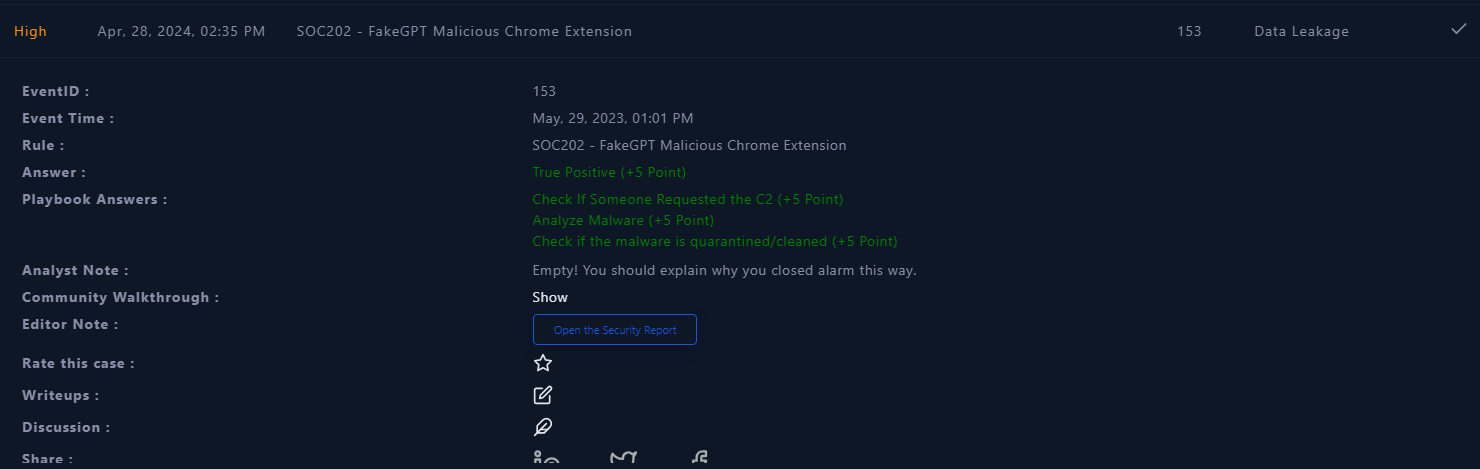 High Apr, 28, 2024, 02:35 PM SOC202 - FakeGPT Malicious Chrome Extension 153 Data Leakage
EventID : 153
Event Time : May, 29, 2023, 01:01 PM
Rule : SOC202 - FakeGPT Malicious Chrome Extension
Answer : True Positive (+5 Point)
Playbook Answers : Check If Someone Requested the C2 (+5 Point)
Analyze Malware (+5 Point)
Check if the malware is quarantined/cleaned (+5 Point)
Analyst Note : Empty! You should explain why you closed alarm this way.
Community Walkthrough : Show
Editor Note : Open the Security Report
Rate this case :
Writeups :
Discussion :
Share :